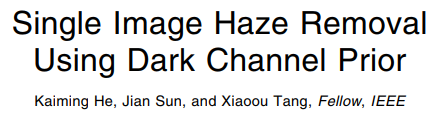 Single Image Haze Removal
Using Dark Channel Prior
Kaiming He, Jian Sun, and Xiaoou Tang, Fellow, IEEE